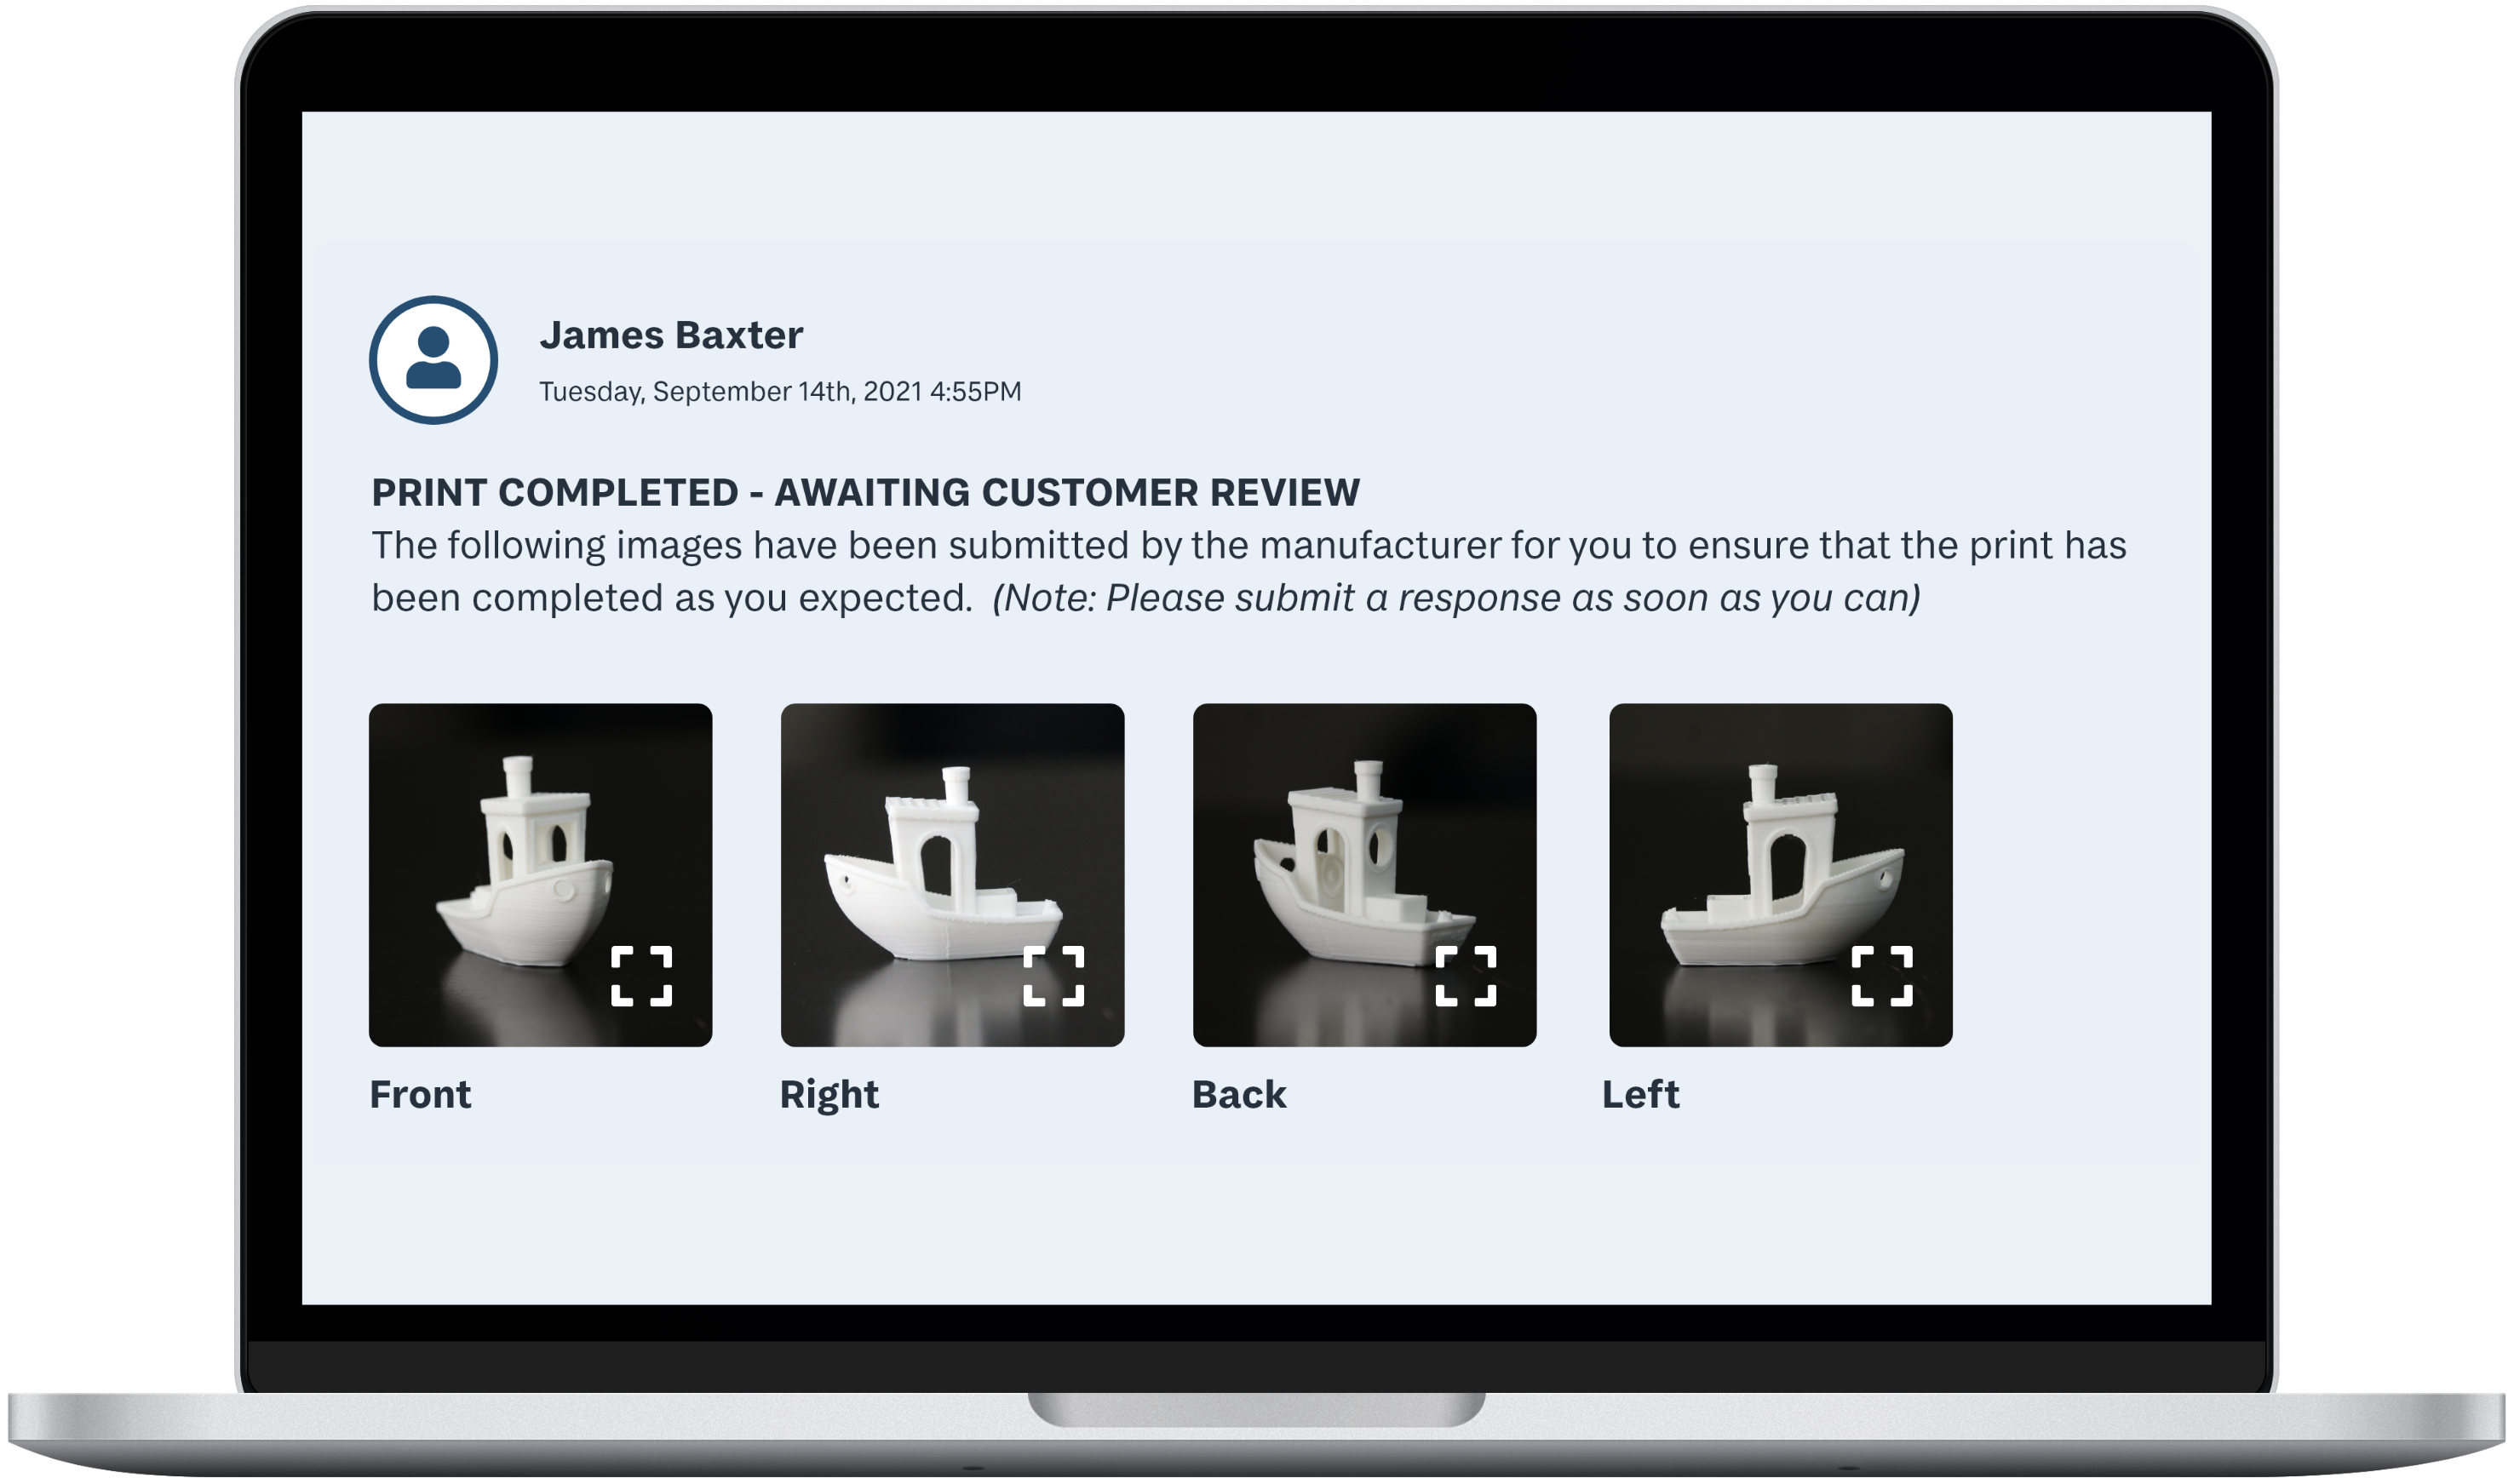 James Baxter
Tuesday, September 14th, 2021 4:55PM
PRINT COMPLETED - AWAITING CUSTOMER REVIEW
The following images have been submitted by the manufacturer for you to ensure that the print has
been completed as you expected. (Note: Please submit a response as soon as you can)
Front
Right
Back
Left